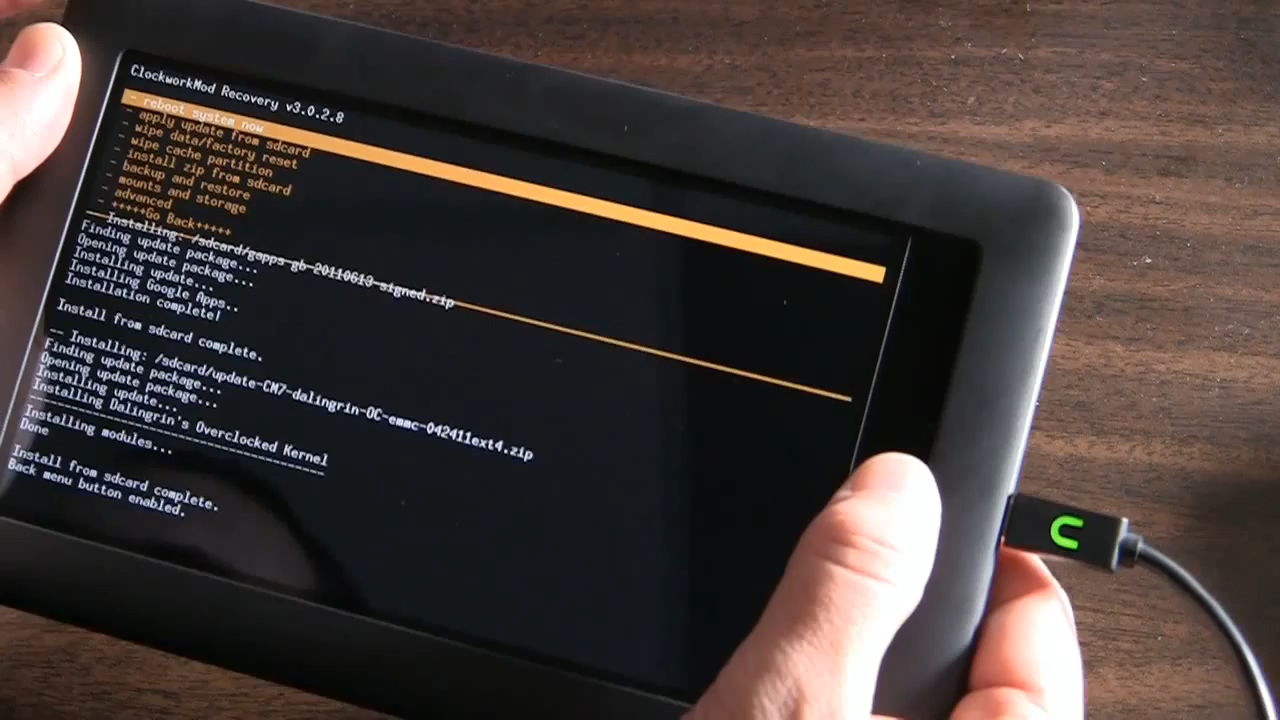 ClockworkMod Recovery v3.0.2.8
- reboot system now
- apply update from sdcard
- wipe data/factory reset
- wipe cache partition
- install zip from sdcard
- backup and restore
- mounts and storage
- advanced
- +++++Go Back+++++
-- Installing: /sdcard/gapps-gb-20110613-signed.zip
Finding update package...
Opening update package...
Installing update...
Installing Google Apps..
Installation complete!
Install from sdcard complete.
-- Installing: /sdcard/update-CM7-dalingrin-OC-emmc-042411ext4.zip
Finding update package...
Opening update package...
Installing update...
Installing Dalingrin's Overclocked Kernel
Installing modules...
Done
Install from sdcard complete.
Back menu button enabled.